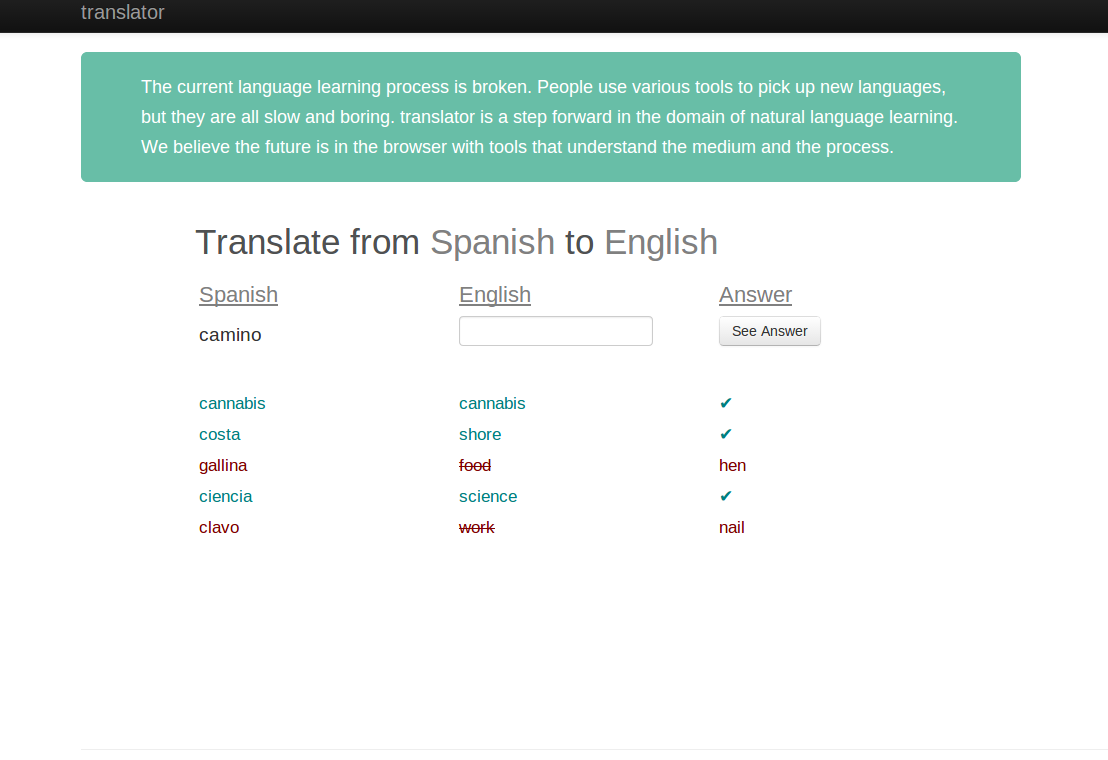 translator
The current language learning process is broken. People use various tools to pick up new languages,
but they are all slow and boring. translator is a step forward in the domain of natural language learning.
We believe the future is in the browser with tools that understand the medium and the process.
Translate from Spanish to English
Spanish English Answer
camino See Answer
cannabis cannabis ✔
costa shore ✔
gallina food hen
ciencia science ✔
clavo work nail